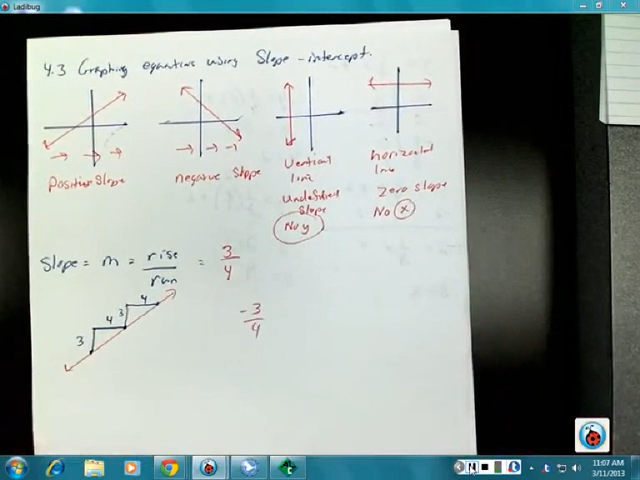 Ladibug
4.3 Graphing equations using Slope-intercept.
Positive Slope
negative Slope
Vertical
line
Undefined
Slope
No y
horizontal
line
Zero slope
No x
Slope = m = rise/run = 3/4
3 4 3 4
-3/4
11:07 AM
3/11/2013